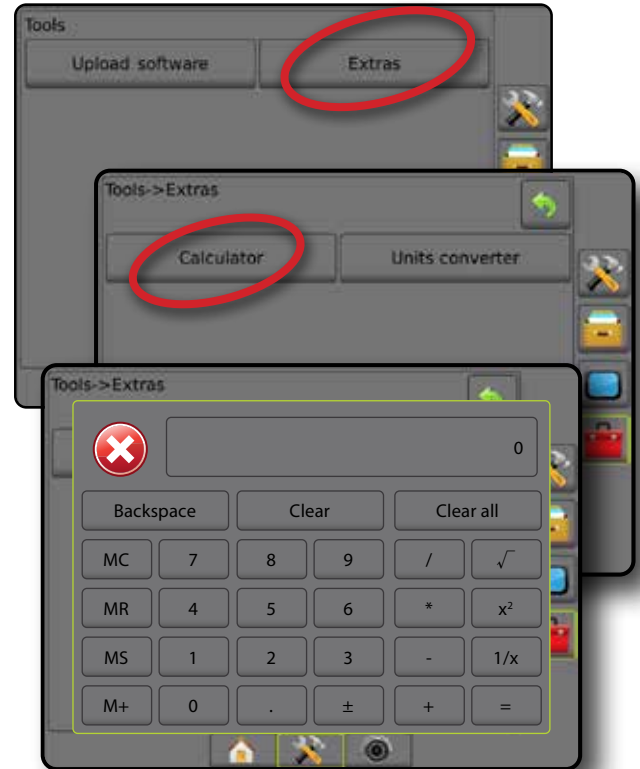 Tools
Upload software Extras
Tools->Extras
Calculator Units converter
Tools->Extras
0
Backspace Clear Clear all
MC 7 8 9 / √
MR 4 5 6 * x²
MS 1 2 3 - 1/x
M+ 0 . ± + =